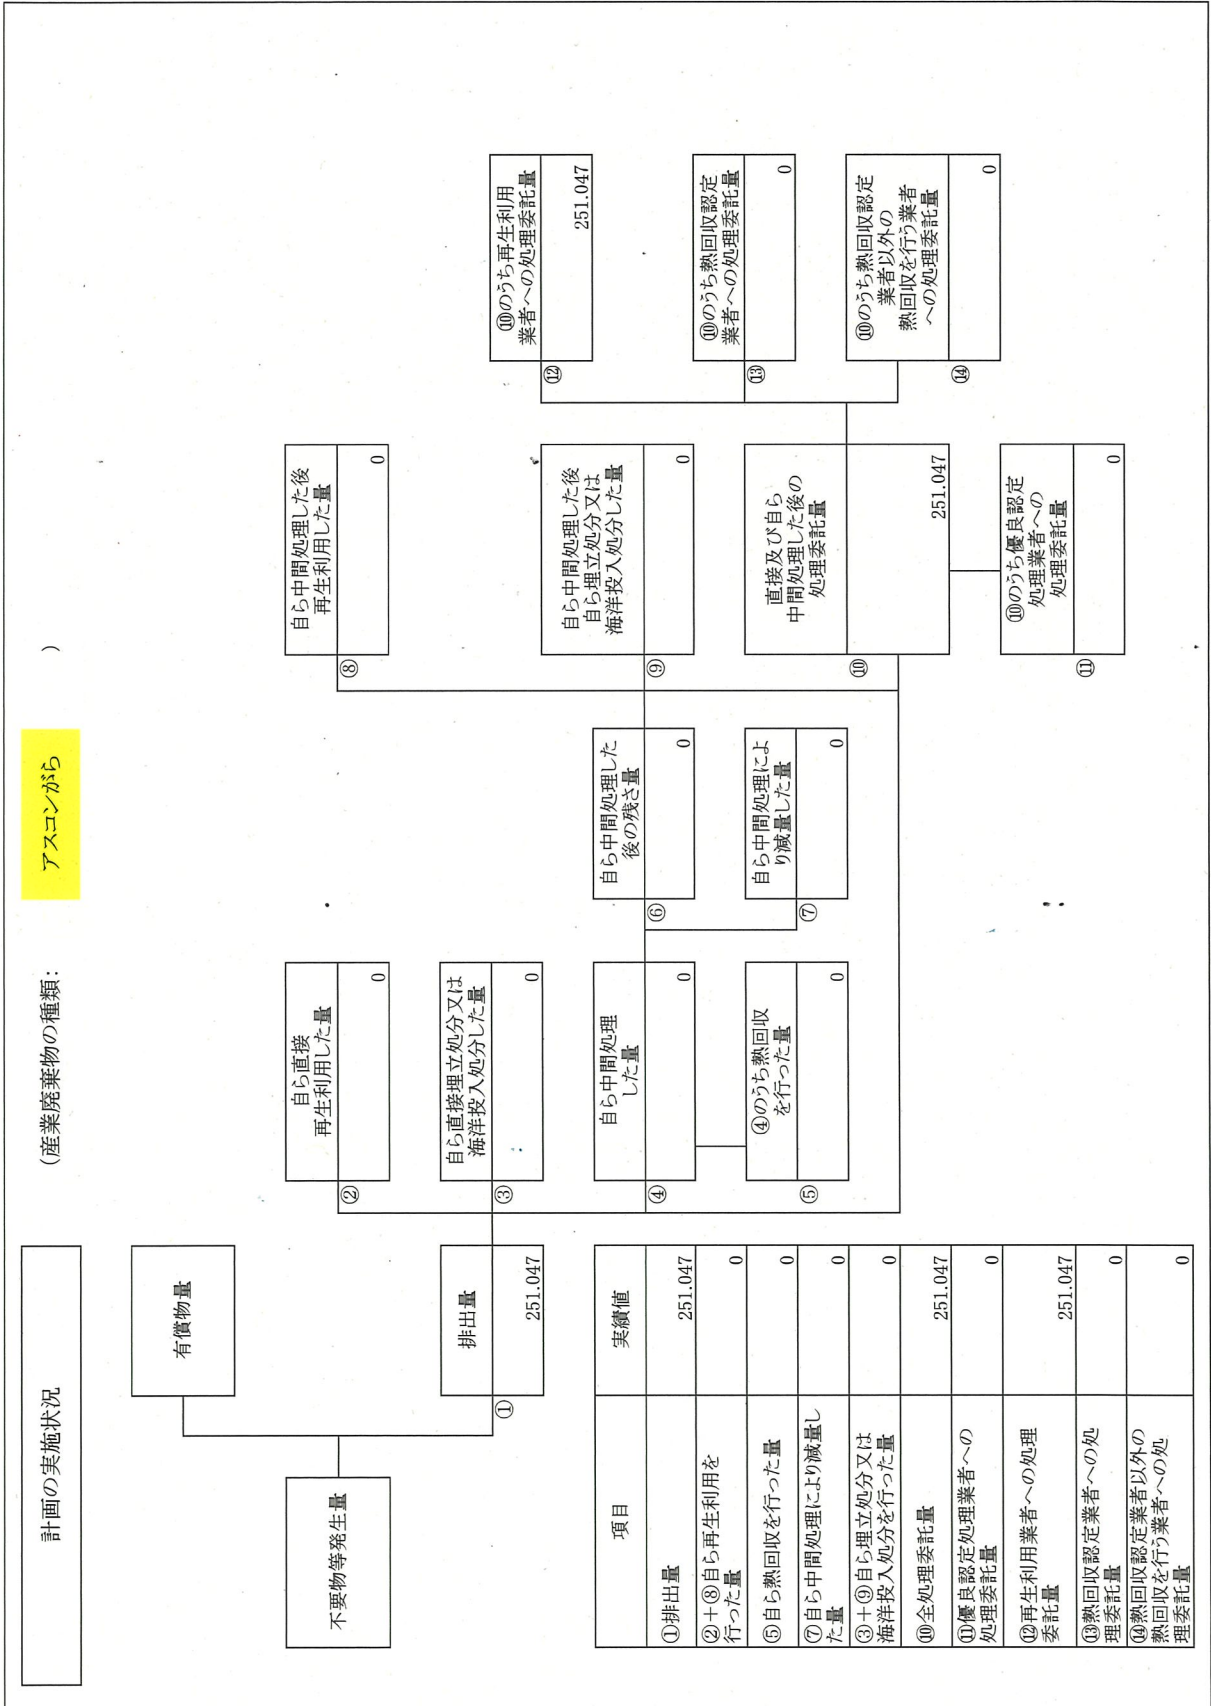 計画の実施状況
(産業廃棄物の種類: アスコンがら )
不要物等発生量
有償物量
①
排出量
251.047
②
自ら直接
再生利用した量
0
③
自ら直接埋立処分又は
海洋投入処分した量
0
④
自ら中間処理
した量
0
⑤
④のうち熱回収
を行った量
0
⑥
自ら中間処理した
後の残さ量
0
⑦
自ら中間処理によ
り減量した量
0
⑧
自ら中間処理した後
再生利用した量
0
⑨
自ら中間処理した後
自ら埋立処分又は
海洋投入処分した量
0
⑩
直接及び自ら
中間処理した後の
処理委託量
251.047
⑪
⑩のうち優良認定
処理業者への
処理委託量
0
⑫
⑩のうち再生利用
業者への処理委託量
251.047
⑬
⑩のうち熱回収認定
業者への処理委託量
0
⑭
⑩のうち熱回収認定
業者以外の
熱回収を行う業者
への処理委託量
0
項目 実績値
①排出量 251.047
②+⑧自ら再生利用を
行った量 0
⑤自ら熱回収を行った量 0
⑦自ら中間処理により減量し
た量 0
③+⑨自ら埋立処分又は
海洋投入処分を行った量 0
⑩全処理委託量 251.047
⑪優良認定処理業者への
処理委託量 0
⑫再生利用業者への処理
委託量 251.047
⑬熱回収認定業者への処
理委託量 0
⑭熱回収認定業者以外の
熱回収を行う業者への処
理委託量 0